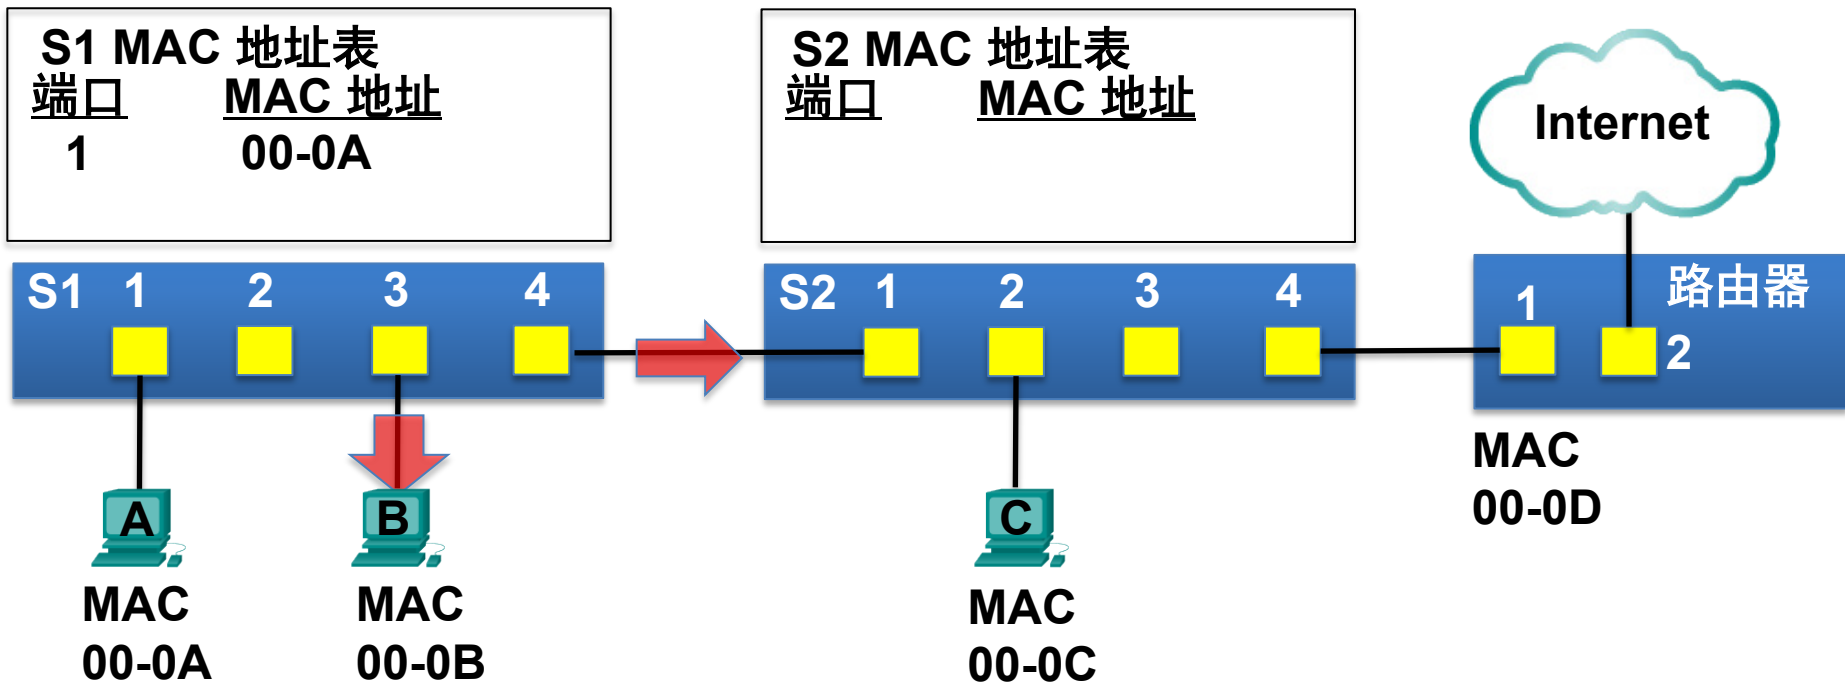 S1 MAC 地址表
端口 MAC 地址
1 00-0A
S2 MAC 地址表
端口 MAC 地址
Internet
S1 1 2 3 4
S2 1 2 3 4
路由器
1
2
A
B
C
MAC
00-0A
MAC
00-0B
MAC
00-0C
MAC
00-0D